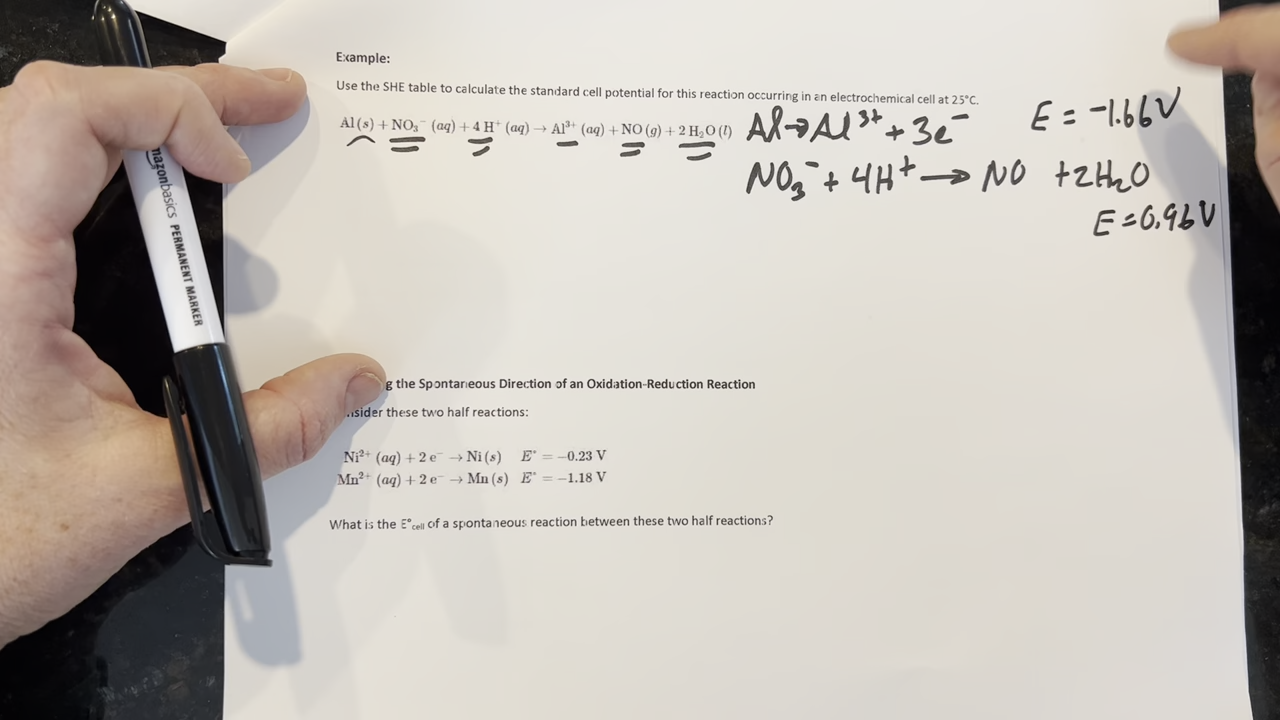 Example:
Use the SHE table to calculate the standard cell potential for this reaction occurring in an electrochemical cell at 25°C.
Al(s) + NO₃⁻ (aq) + 4 H⁺ (aq) → Al³⁺ (aq) + NO (g) + 2 H₂O (l)
Al → Al³⁺ + 3e⁻ E = -1.66V
NO₃⁻ + 4H⁺ → NO + 2H₂O
E = 0.96V
g the Spontaneous Direction of an Oxidation-Reduction Reaction
nsider these two half reactions:
Ni²⁺ (aq) + 2 e⁻ → Ni (s) E° = −0.23 V
Mn²⁺ (aq) + 2 e⁻ → Mn (s) E° = −1.18 V
What is the E°cell of a spontaneous reaction between these two half reactions?
mazonbasics PERMANENT MARKER